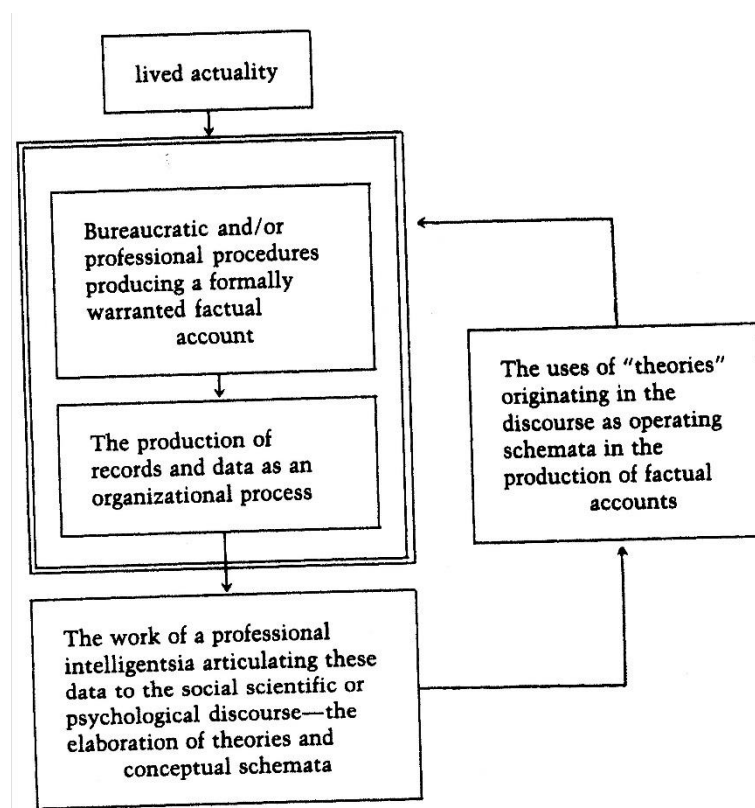 lived actuality
Bureaucratic and/or
professional procedures
producing a formally
warranted factual
account
The production of
records and data as an
organizational process
The work of a professional
intelligentsia articulating these
data to the social scientific or
psychological discourse—the
elaboration of theories and
conceptual schemata
The uses of “theories”
originating in the
discourse as operating
schemata in the
production of factual
accounts